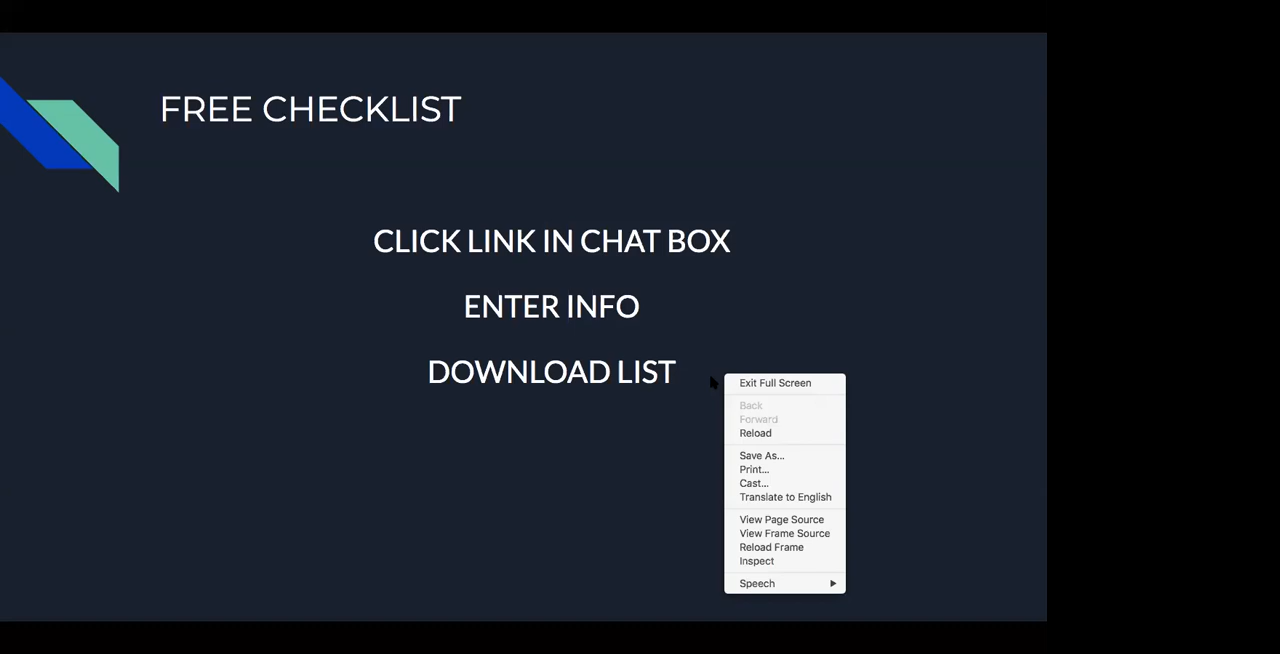 FREE CHECKLIST
CLICK LINK IN CHAT BOX
ENTER INFO
DOWNLOAD LIST
Exit Full Screen
Back
Forward
Reload
Save As...
Print...
Cast...
Translate to English
View Page Source
View Frame Source
Reload Frame
Inspect
Speech